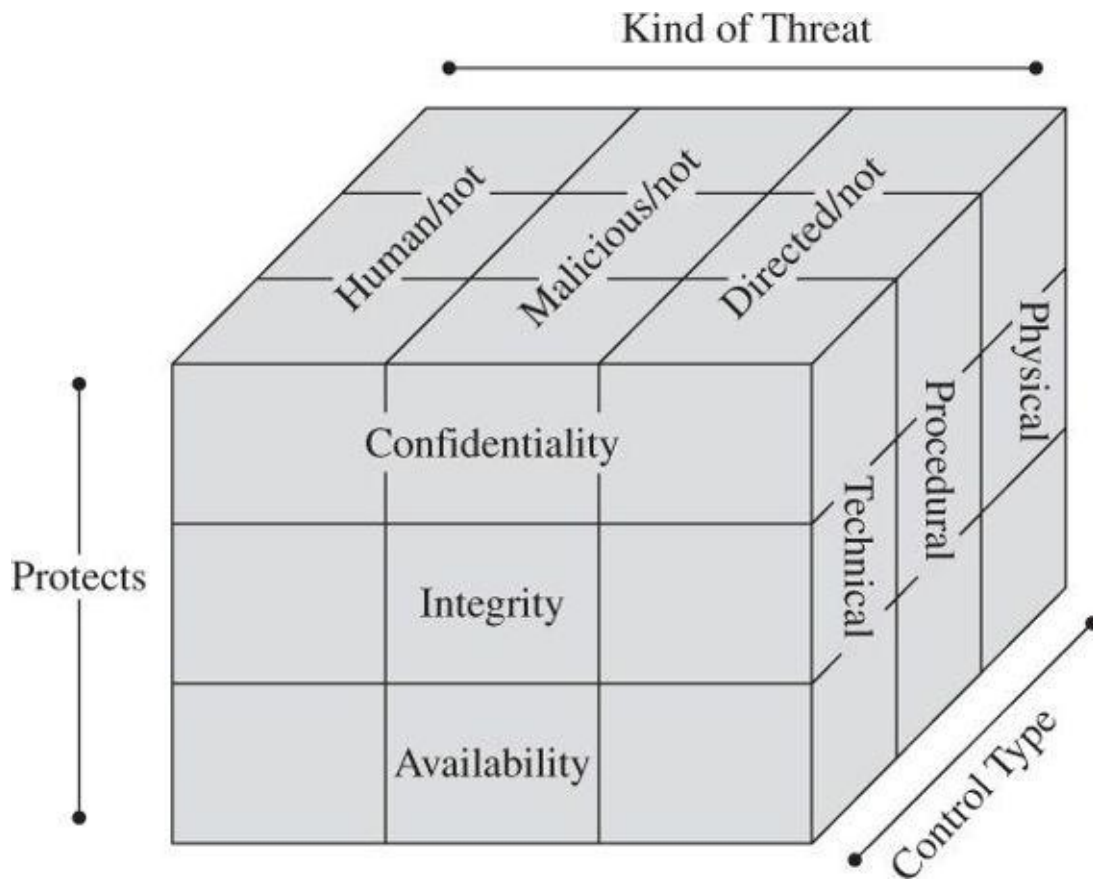 Kind of Threat
Human/not
Malicious/not
Directed/not
Confidentiality
Integrity
Availability
Protects
Technical
Procedural
Physical
Control Type